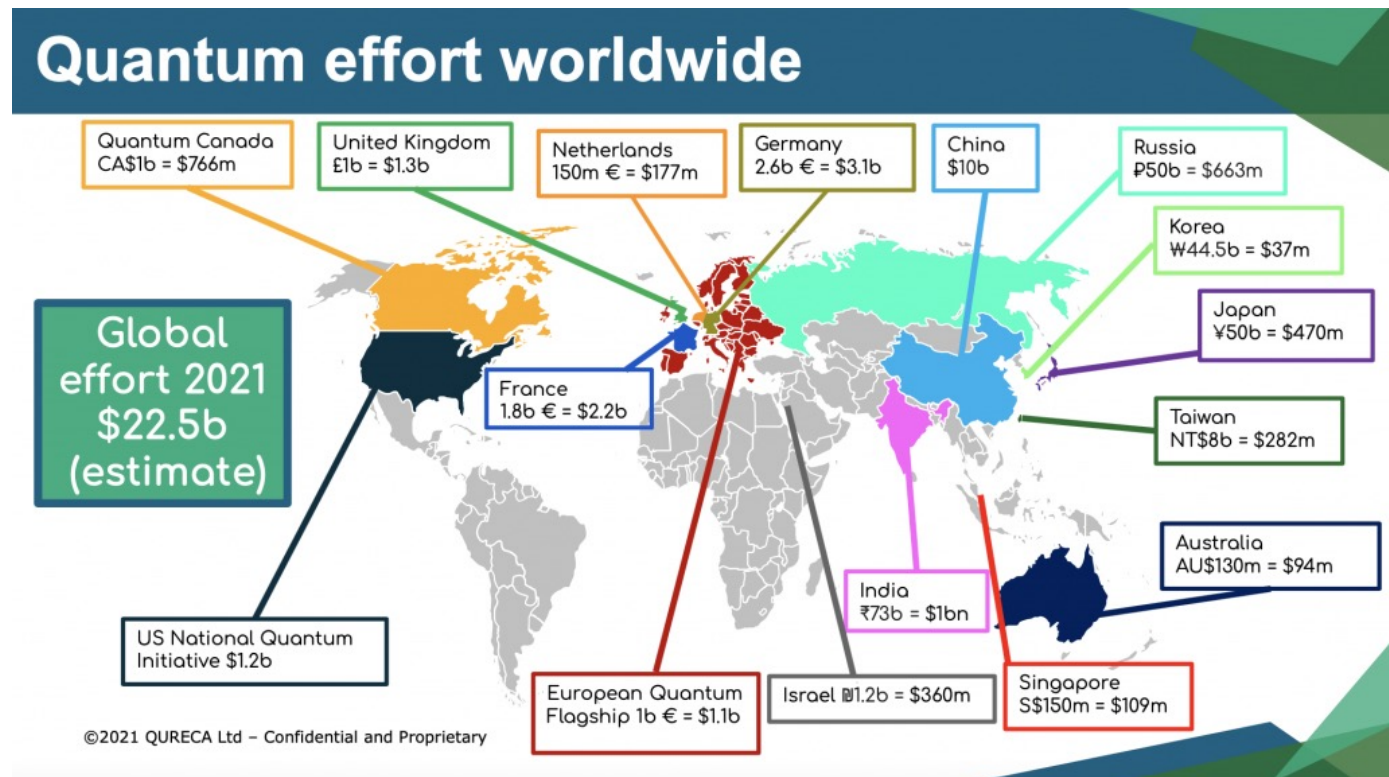 Quantum effort worldwide
Quantum Canada
CA$1b = $766m
United Kingdom
£1b = $1.3b
Netherlands
150m € = $177m
Germany
2.6b € = $3.1b
China
$10b
Russia
₽50b = $663m
Korea
₩44.5b = $37m
Japan
¥50b = $470m
Taiwan
NT$8b = $282m
Australia
AU$130m = $94m
Global
effort 2021
$22.5b
(estimate)
France
1.8b € = $2.2b
India
₹73b = $1bn
US National Quantum
Initiative $1.2b
European Quantum
Flagship 1b € = $1.1b
Israel ₪1.2b = $360m
Singapore
S$150m = $109m
©2021 QURECA Ltd – Confidential and Proprietary